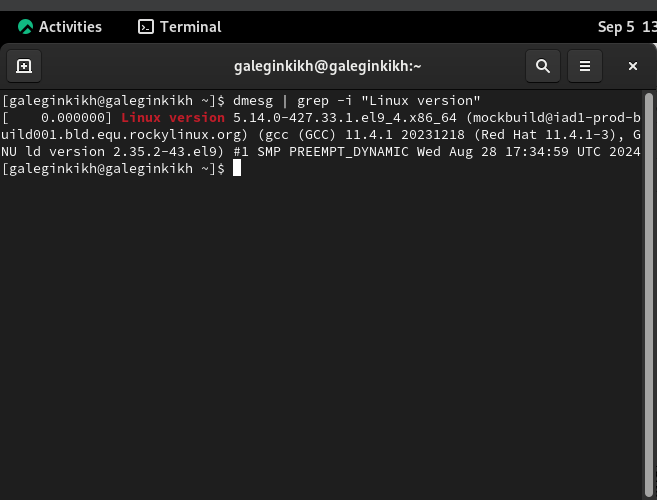 Activities Terminal Sep 5 13
galeginkikh@galeginkikh:~
[galeginkikh@galeginkikh ~]$ dmesg | grep -i "Linux version"
[    0.000000] Linux version 5.14.0-427.33.1.el9_4.x86_64 (mockbuild@iad1-prod-b
uild001.bld.equ.rockylinux.org) (gcc (GCC) 11.4.1 20231218 (Red Hat 11.4.1-3), G
NU ld version 2.35.2-43.el9) #1 SMP PREEMPT_DYNAMIC Wed Aug 28 17:34:59 UTC 2024
[galeginkikh@galeginkikh ~]$